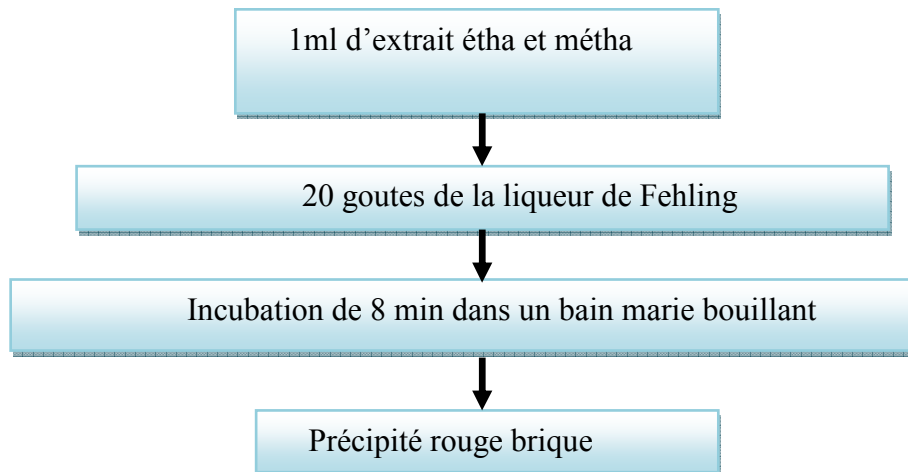 1ml d’extrait étha et métha
20 goutes de la liqueur de Fehling
Incubation de 8 min dans un bain marie bouillant
Précipité rouge brique